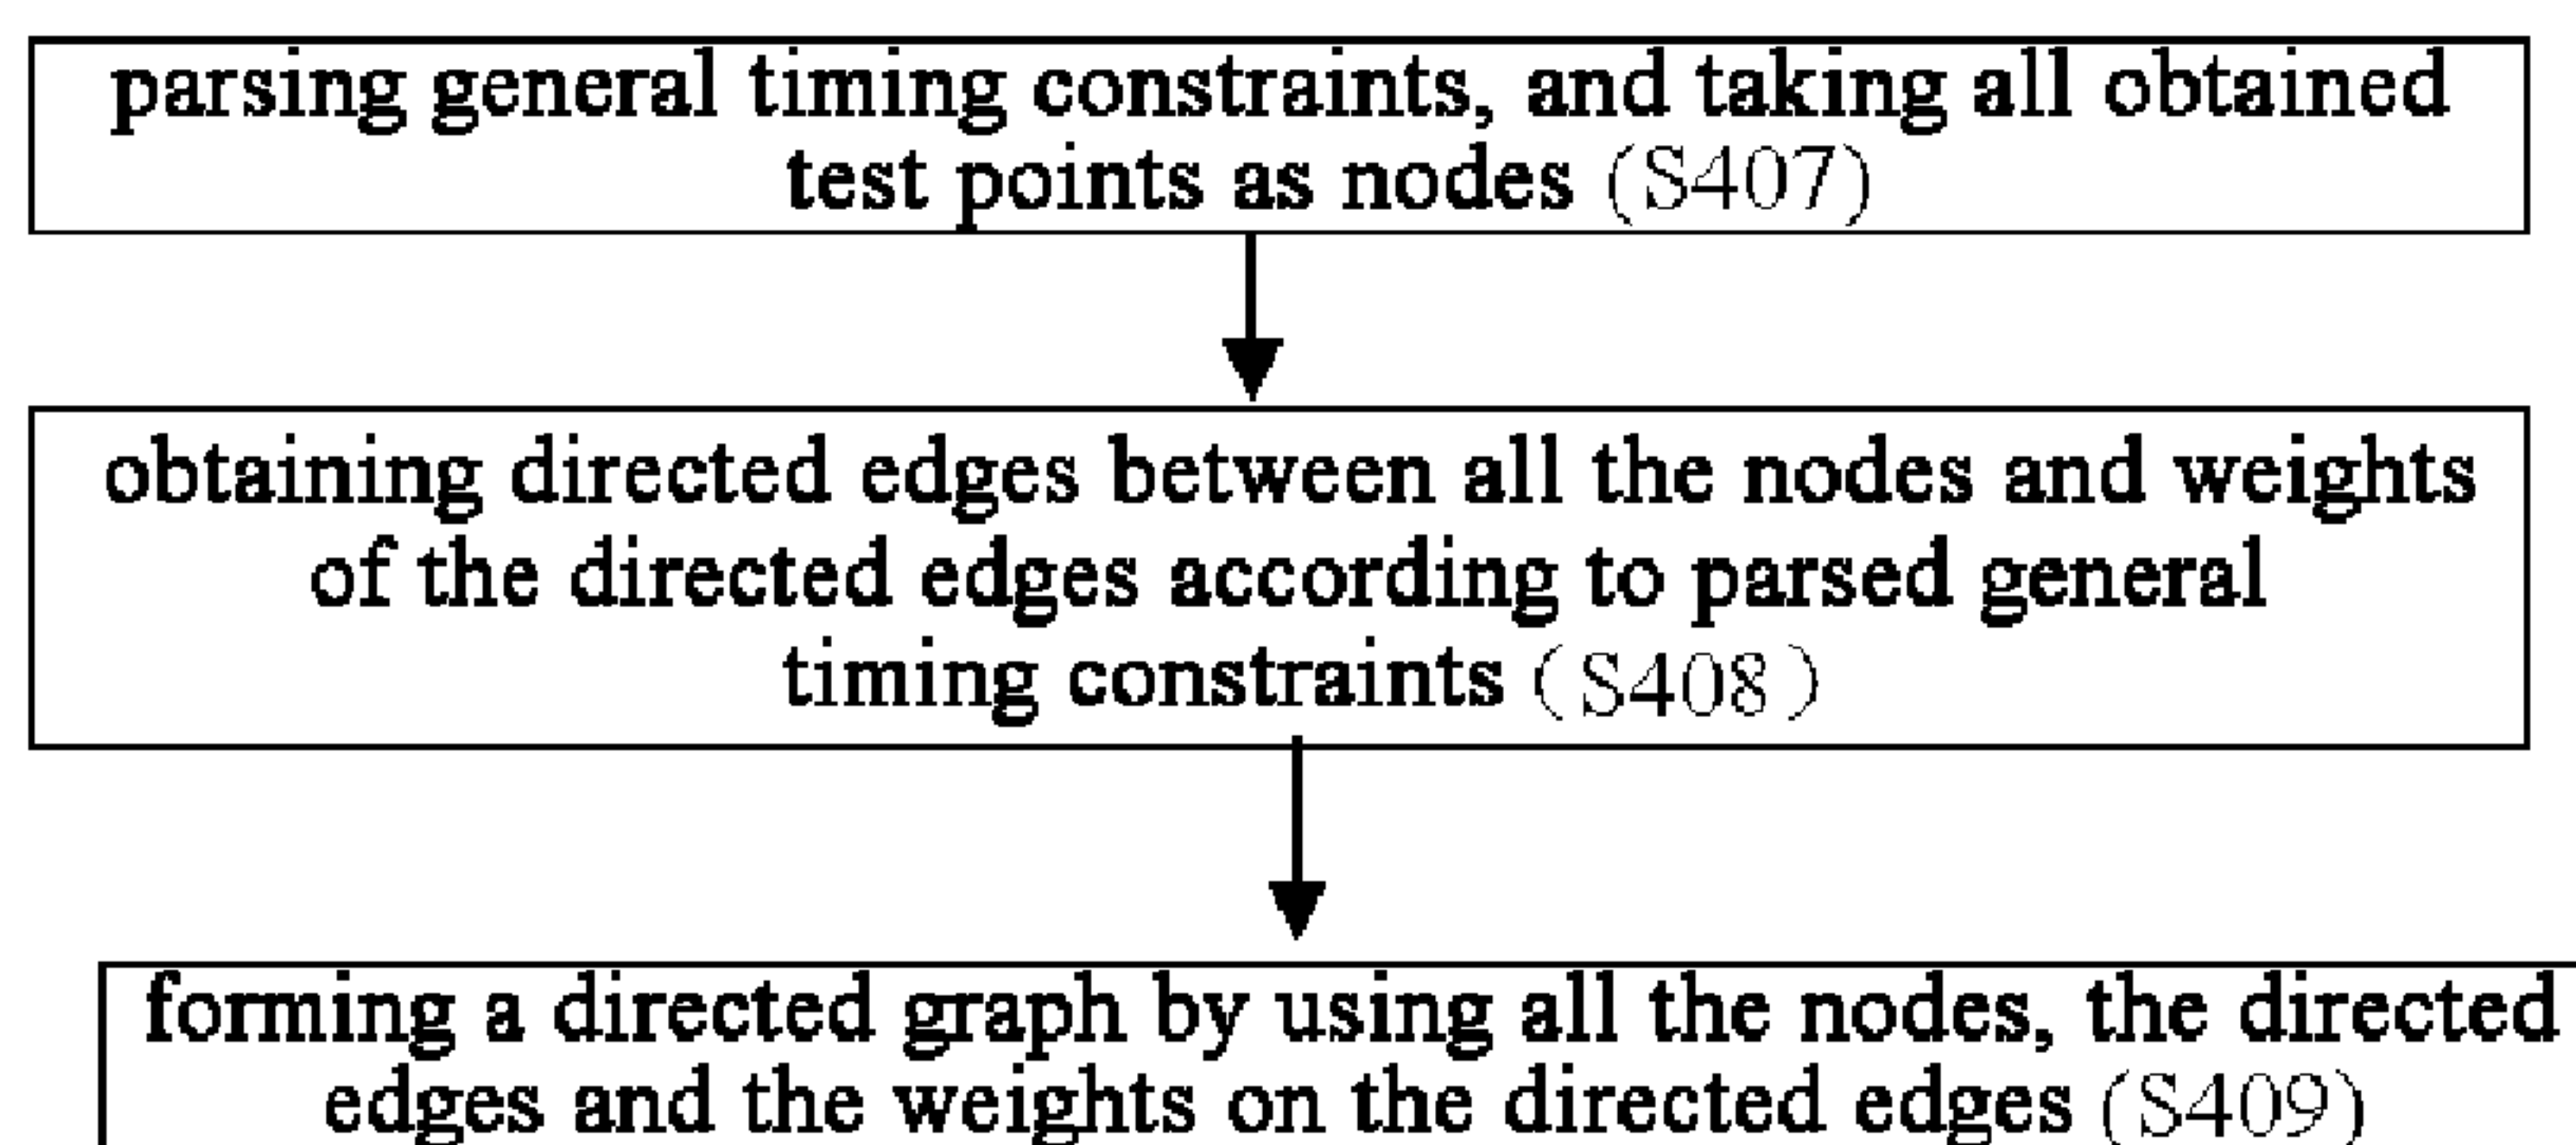 parsing general timing constraints, and taking all obtained
test points as nodes (S407)
obtaining directed edges between all the nodes and weights
of the directed edges according to parsed general
timing constraints (S408)
forming a directed graph by using all the nodes, the directed
edges and the weights on the directed edges (S409)